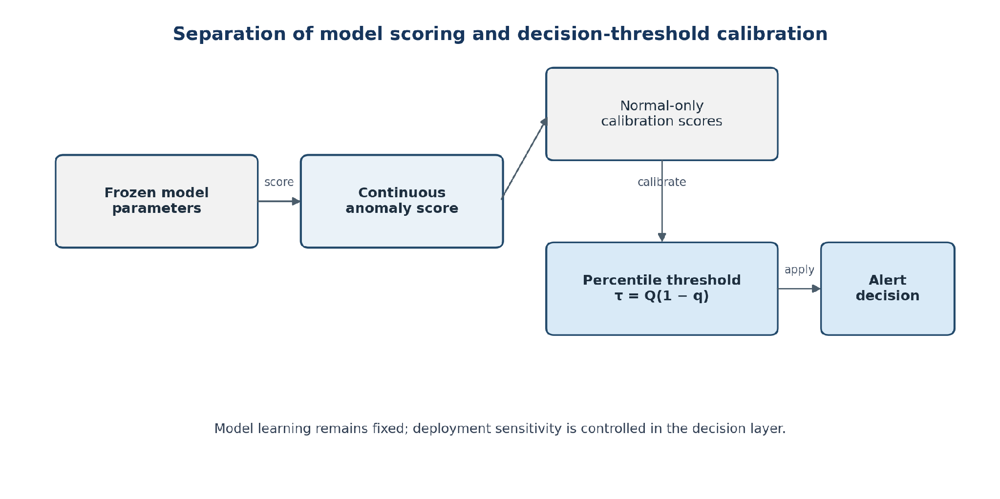 Separation of model scoring and decision-threshold calibration
Normal-only
calibration scores
Frozen model
parameters
score
Continuous
anomaly score
calibrate
Percentile threshold
τ = Q(1 − q)
apply
Alert
decision
Model learning remains fixed; deployment sensitivity is controlled in the decision layer.